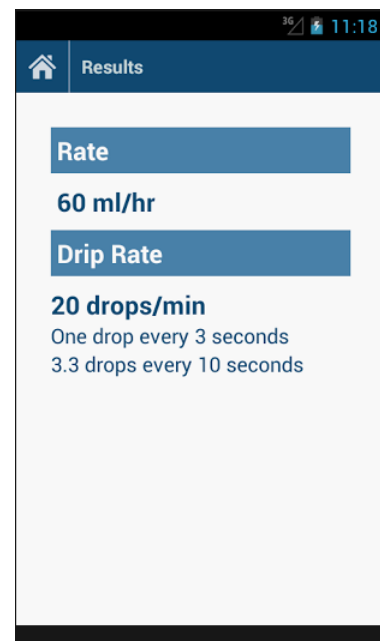 3G 11:18
Results
Rate
60 ml/hr
Drip Rate
20 drops/min
One drop every 3 seconds
3.3 drops every 10 seconds